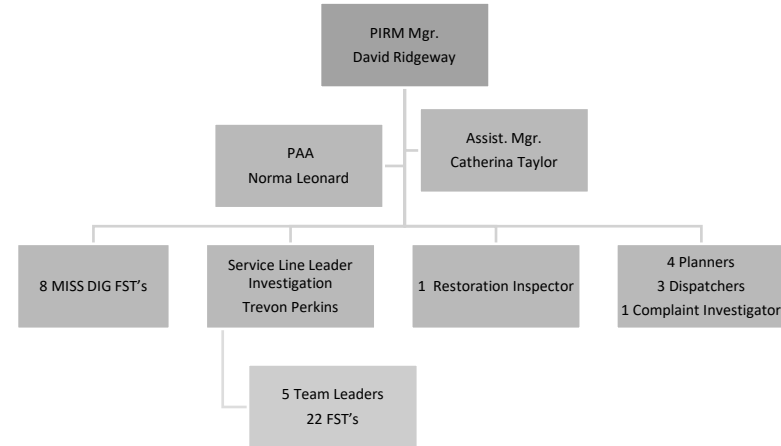 PIRM Mgr.
David Ridgeway
PAA
Norma Leonard
Assist. Mgr.
Catherina Taylor
8 MISS DIG FST's
Service Line Leader
Investigation
Trevon Perkins
1 Restoration Inspector
4 Planners
3 Dispatchers
1 Complaint Investigator
5 Team Leaders
22 FST's